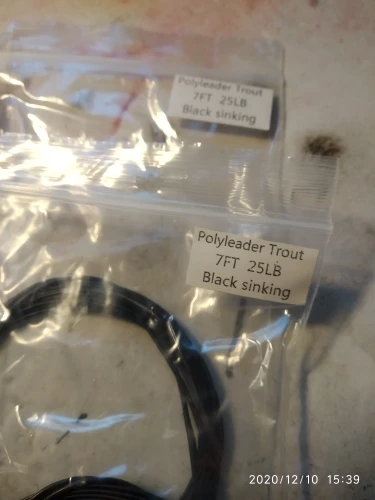 Polyleader Trout
7FT 25LB
Black sinking
Polyleader Trout
7FT 25LB
Black sinking
2020/12/10 15:39